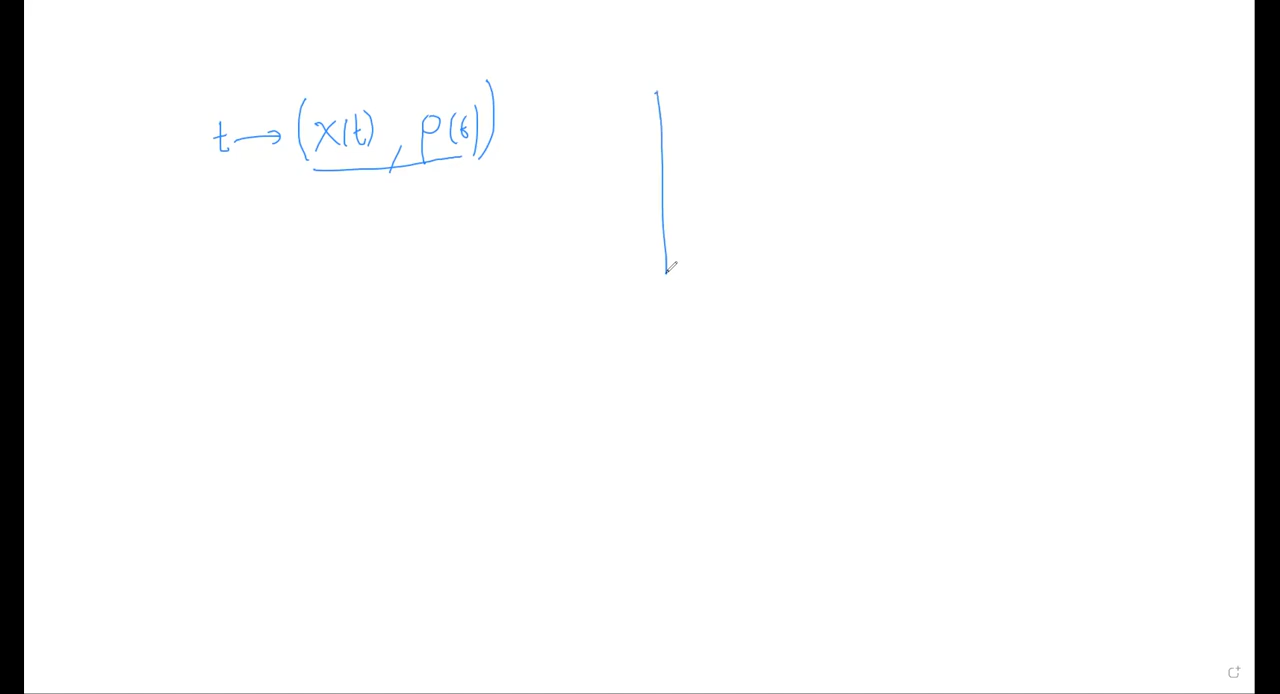 t → (x(t), p(t))